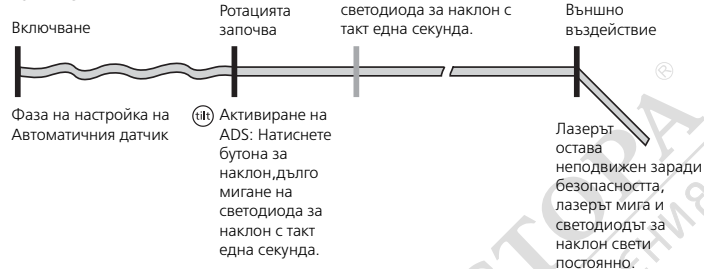 Включване
Ротацията
започва
светодиода за наклон с
такт една секунда.
Външно
въздействие
Фаза на настройка на
Автоматичния датчик
tilt
Активиране на
ADS: Натиснете
бутона за
наклон,дълго
мигане на
светодиода за
наклон с такт
една секунда.
Лазерът
остава
неподвижен заради
безопасността,
лазерът мига и
светодиодът за
наклон свети
постоянно.